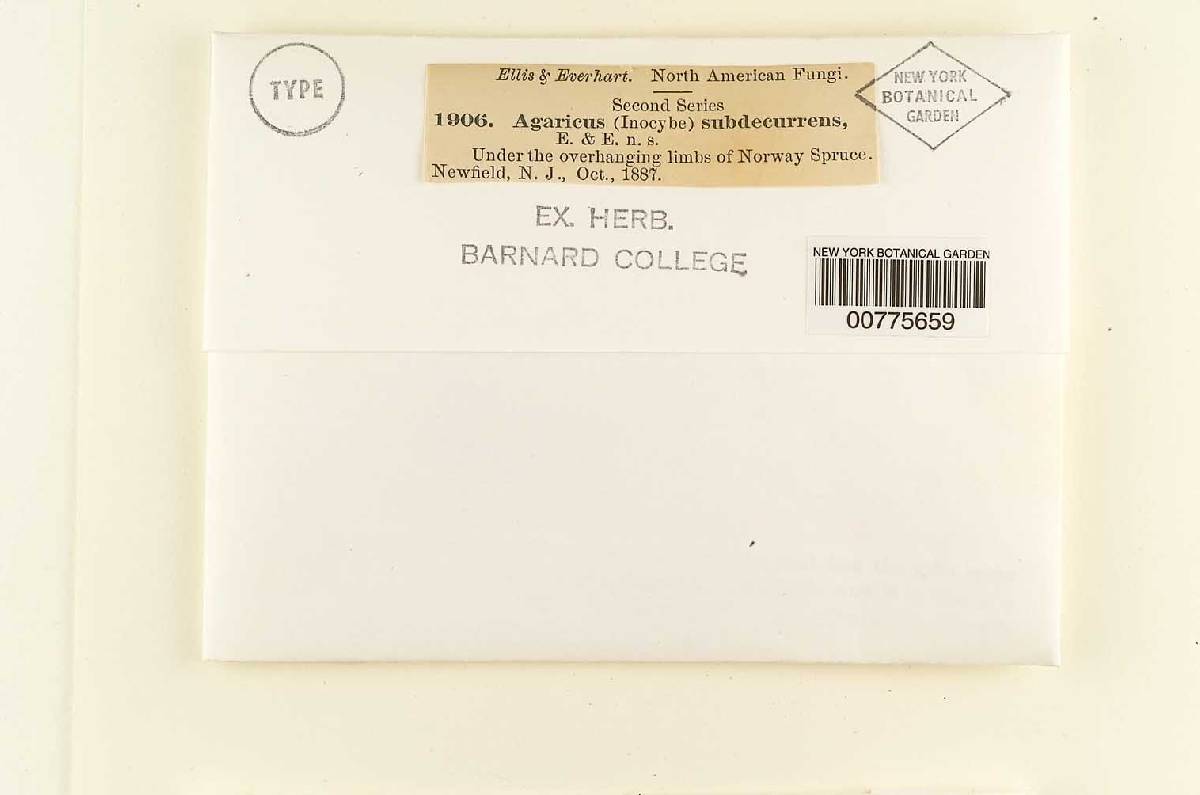 TYPE
Ellis & Everhart. North American Fungi.
NEW YORK
BOTANICAL
GARDEN
Second Series
1906. Agaricus (Inocybe) subdecurrens,
E. & E. n. s.
Under the overhanging limbs of Norway Spruce.
Newfield, N. J., Oct., 1887.
EX. HERB.
BARNARD COLLEGE
NEW YORK BOTANICAL GARDEN
00775659